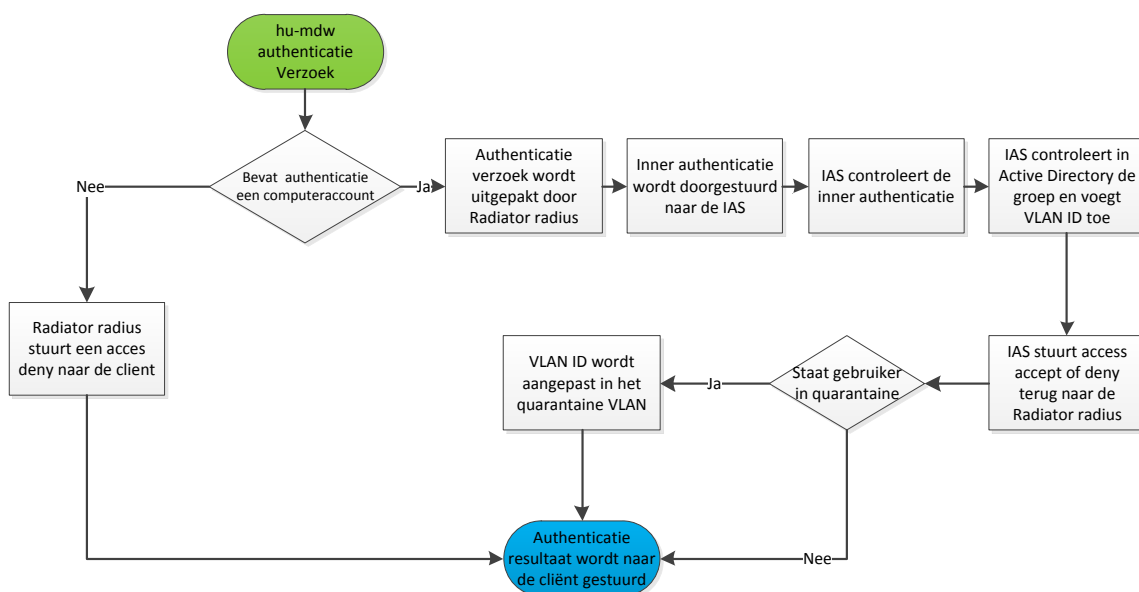 hu-mdw
authenticatie
Verzoek
Bevat authenticatie
een computeraccount
Nee
Ja
Authenticatie
verzoek wordt
uitgepakt door
Radiator radius
Inner authenticatie
wordt doorgestuurd
naar de IAS
IAS controleert de
inner authenticatie
IAS controleert in
Active Directory de
groep en voegt
VLAN ID toe
Radiator radius
stuurt een acces
deny naar de client
VLAN ID wordt
aangepast in het
quarantaine VLAN
Ja
Staat gebruiker
in quarantaine
IAS stuurt access
accept of deny
terug naar de
Radiator radius
Nee
Authenticatie
resultaat wordt naar
de cliënt gestuurd